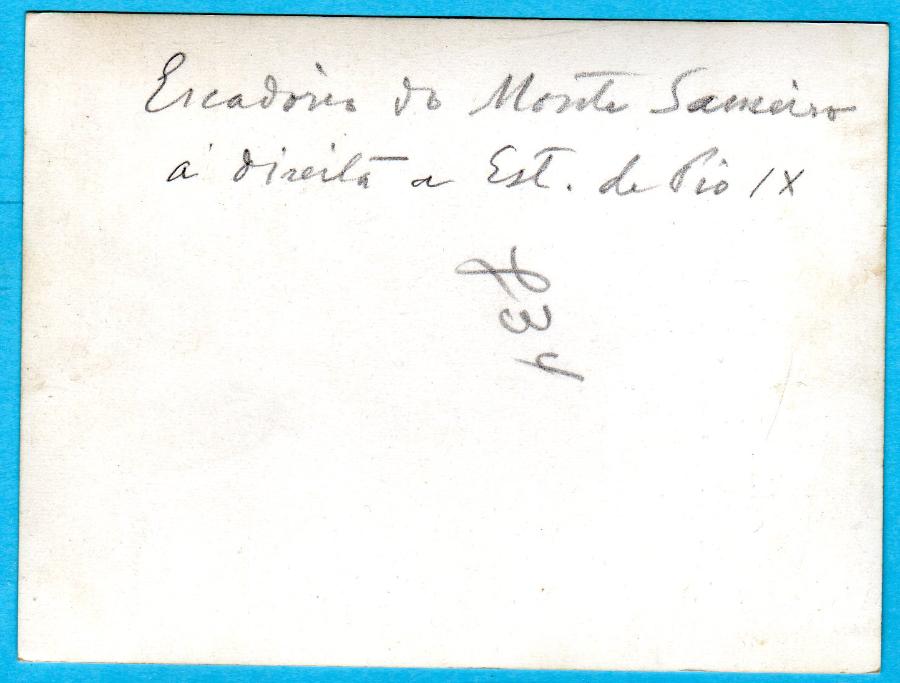 Escadorio do Monte Sameiro
á direita a Est. de Pio IX